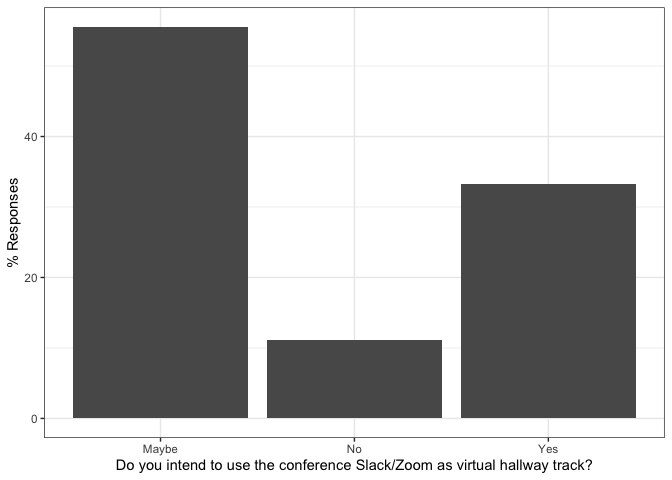 % Responses
40
20
0
Maybe No Yes
Do you intend to use the conference Slack/Zoom as virtual hallway track?